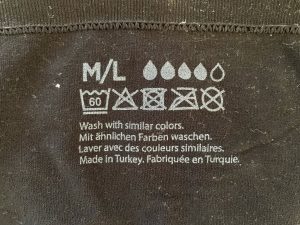 M/L
60
Wash with similar colors.
Mit ähnlichen Farben waschen.
Laver avec des couleurs similaires.
Made in Turkey. Fabriquée en Turquie.